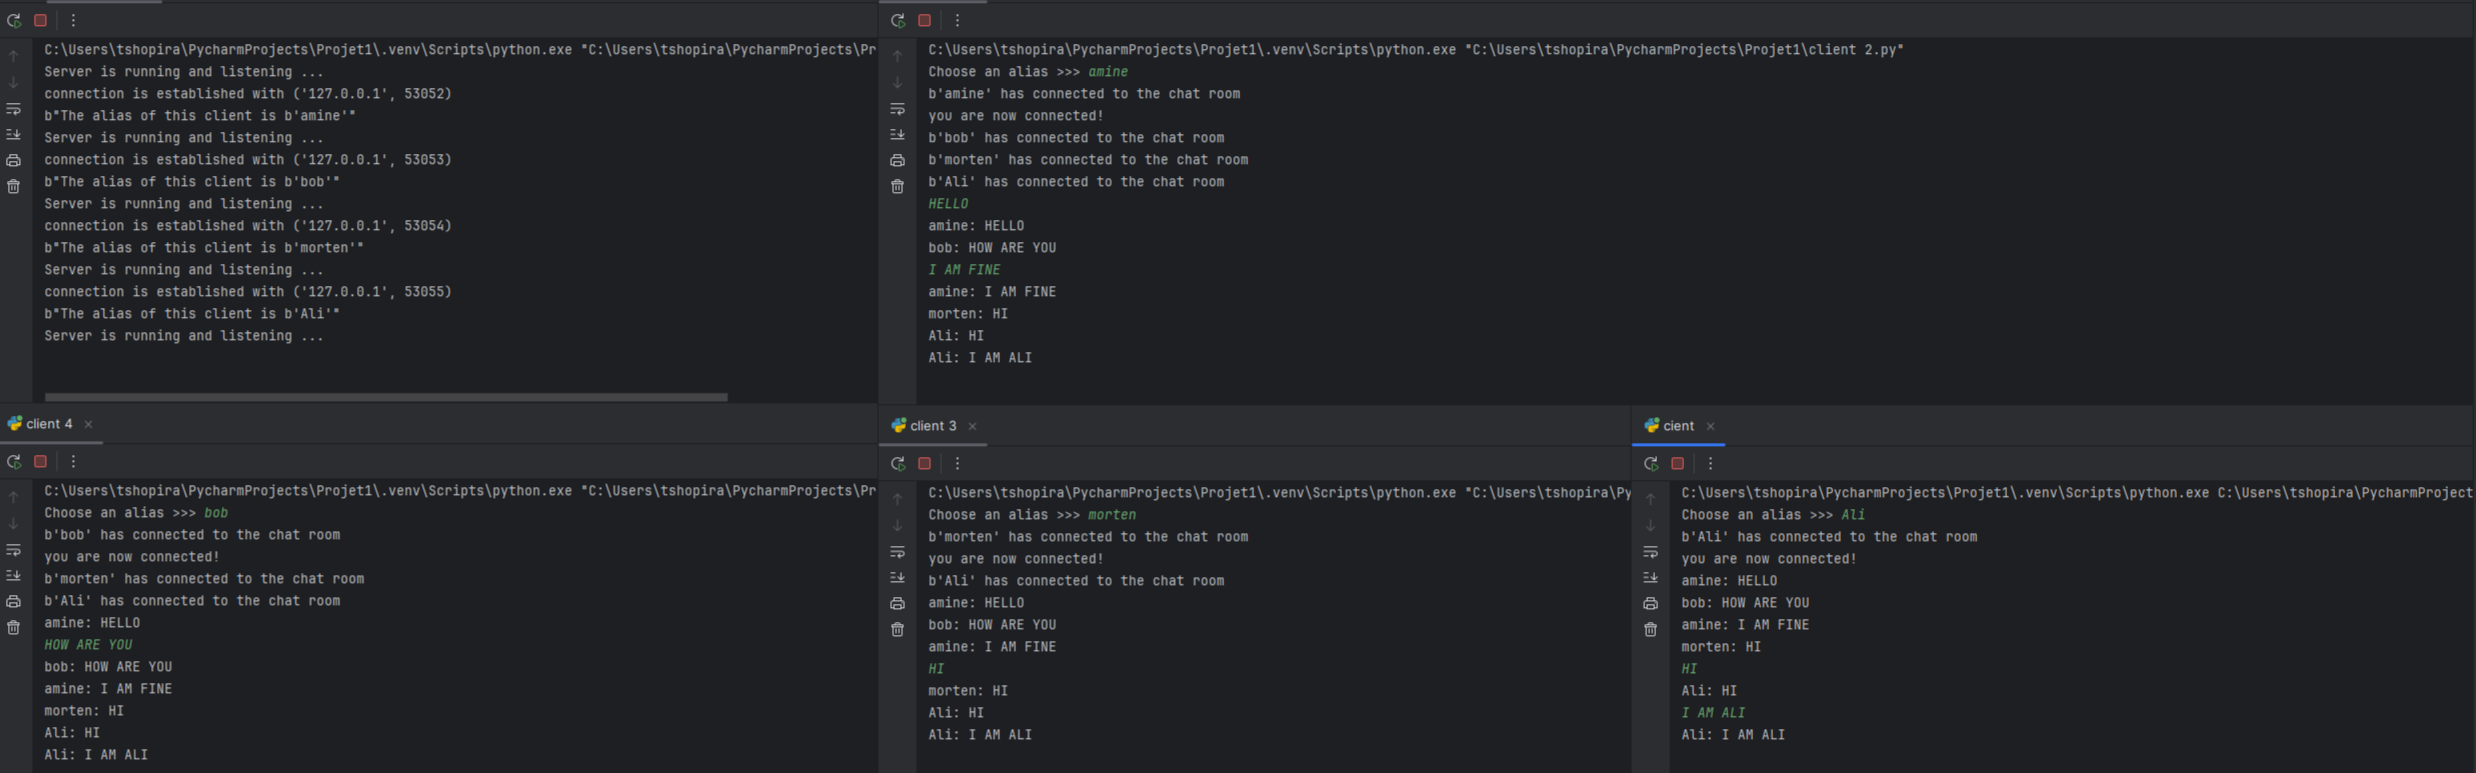 C:\Users\tshopira\PycharmProjects\Projet1\.venv\Scripts\python.exe "C:\Users\tshopira\PycharmProjects\Pr
Server is running and listening ...
connection is established with ('127.0.0.1', 53052)
b"The alias of this client is b'amine'"
Server is running and listening ...
connection is established with ('127.0.0.1', 53053)
b"The alias of this client is b'bob'"
Server is running and listening ...
connection is established with ('127.0.0.1', 53054)
b"The alias of this client is b'morten'"
Server is running and listening ...
connection is established with ('127.0.0.1', 53055)
b"The alias of this client is b'Ali'"
Server is running and listening ...
C:\Users\tshopira\PycharmProjects\Projet1\.venv\Scripts\python.exe "C:\Users\tshopira\PycharmProjects\Projet1\client 2.py"
Choose an alias >>> amine
b'amine' has connected to the chat room
you are now connected!
b'bob' has connected to the chat room
b'morten' has connected to the chat room
b'Ali' has connected to the chat room
HELLO
amine: HELLO
bob: HOW ARE YOU
I AM FINE
amine: I AM FINE
morten: HI
Ali: HI
Ali: I AM ALI
client 4
C:\Users\tshopira\PycharmProjects\Projet1\.venv\Scripts\python.exe "C:\Users\tshopira\PycharmProjects\Pr
Choose an alias >>> bob
b'bob' has connected to the chat room
you are now connected!
b'morten' has connected to the chat room
b'Ali' has connected to the chat room
amine: HELLO
HOW ARE YOU
bob: HOW ARE YOU
amine: I AM FINE
morten: HI
Ali: HI
Ali: I AM ALI
client 3
C:\Users\tshopira\PycharmProjects\Projet1\.venv\Scripts\python.exe "C:\Users\tshopira\Py
Choose an alias >>> morten
b'morten' has connected to the chat room
you are now connected!
b'Ali' has connected to the chat room
amine: HELLO
bob: HOW ARE YOU
amine: I AM FINE
HI
morten: HI
Ali: HI
Ali: I AM ALI
cient
C:\Users\tshopira\PycharmProjects\Projet1\.venv\Scripts\python.exe C:\Users\tshopira\PycharmProject
Choose an alias >>> Ali
b'Ali' has connected to the chat room
you are now connected!
amine: HELLO
bob: HOW ARE YOU
amine: I AM FINE
morten: HI
HI
Ali: HI
I AM ALI
Ali: I AM ALI